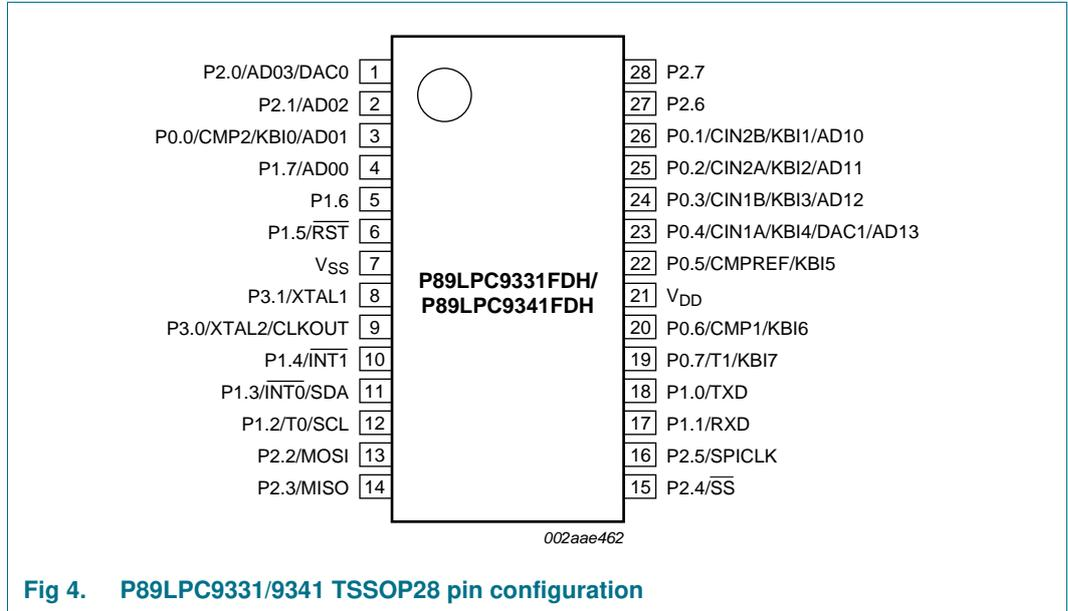 P2.0/AD03/DAC0 1 28 P2.7
P2.1/AD02 2 27 P2.6
P0.0/CMP2/KBI0/AD01 3 26 P0.1/CIN2B/KBI1/AD10
P1.7/AD00 4 25 P0.2/CIN2A/KBI2/AD11
P1.6 5 24 P0.3/CIN1B/KBI3/AD12
P1.5/R̅S̅T̅ 6 23 P0.4/CIN1A/KBI4/DAC1/AD13
VSS 7 22 P0.5/CMPREF/KBI5
P89LPC9331FDH/
P89LPC9341FDH
P3.1/XTAL1 8 21 VDD
P3.0/XTAL2/CLKOUT 9 20 P0.6/CMP1/KBI6
P1.4/I̅N̅T̅1̅ 10 19 P0.7/T1/KBI7
P1.3/I̅N̅T̅0̅/SDA 11 18 P1.0/TXD
P1.2/T0/SCL 12 17 P1.1/RXD
P2.2/MOSI 13 16 P2.5/SPICLK
P2.3/MISO 14 15 P2.4/S̅S̅
002aae462
Fig 4. P89LPC9331/9341 TSSOP28 pin configuration